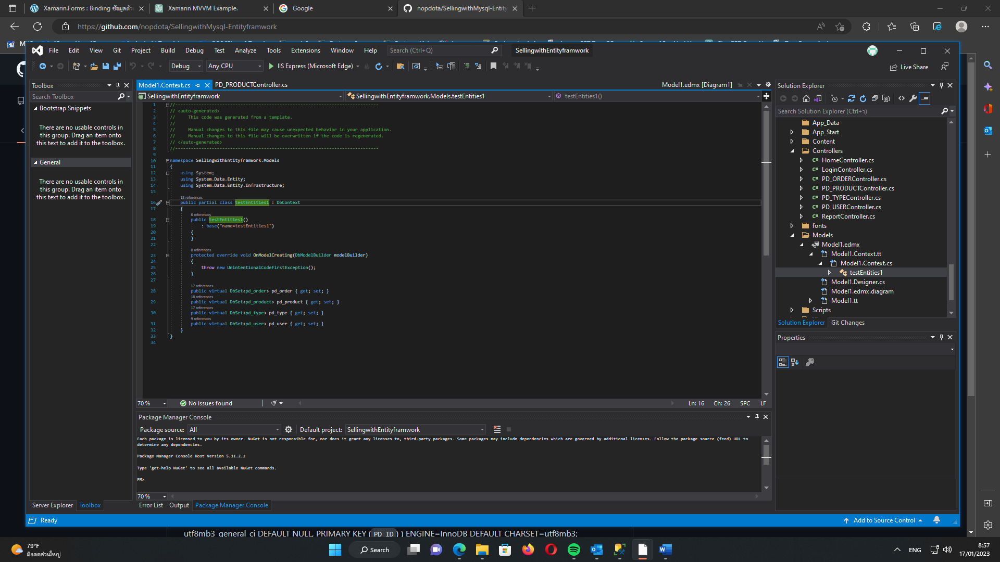 Xamarin.Forms : Binding ข้อมูลด้วย
Xamarin MVVM Example.
Google
nopdota/SellingwithMysql-Entity
https://github.com/nopdota/SellingwithMysql-Entityframwork
File Edit View Git Project Build Debug Test Analyze Tools Extensions Window Help Search (Ctrl+Q) SellingwithEntityframwork
Debug Any CPU IIS Express (Microsoft Edge) Live Share
Toolbox
Search Toolbox
Bootstrap Snippets
There are no usable controls in
this group. Drag an item onto
this text to add it to the toolbox.
General
There are no usable controls in
this group. Drag an item onto
this text to add it to the toolbox.
Server Explorer Toolbox
Model1.Context.cs PD_PRODUCTController.cs Model1.edmx [Diagram1]
SellingwithEntityframwork SellingwithEntityframwork.Models.testEntities1 testEntities1()
1 //------------------------------------------------------------------------------
2 // <auto-generated>
3 //     This code was generated from a template.
4 //
5 //     Manual changes to this file may cause unexpected behavior in your application.
6 //     Manual changes to this file will be overwritten if the code is regenerated.
7 // </auto-generated>
8 //------------------------------------------------------------------------------
9
10 namespace SellingwithEntityframwork.Models
11 {
12     using System;
13     using System.Data.Entity;
14     using System.Data.Entity.Infrastructure;
15
13 references
16     public partial class testEntities1 : DbContext
17     {
6 references
18         public testEntities1()
19             : base("name=testEntities1")
20         {
21         }
22
0 references
23         protected override void OnModelCreating(DbModelBuilder modelBuilder)
24         {
25             throw new UnintentionalCodeFirstException();
26         }
27
17 references
28         public virtual DbSet<pd_order> pd_order { get; set; }
18 references
29         public virtual DbSet<pd_product> pd_product { get; set; }
17 references
30         public virtual DbSet<pd_type> pd_type { get; set; }
9 references
31         public virtual DbSet<pd_user> pd_user { get; set; }
32     }
33 }
34
70 % No issues found Ln: 16 Ch: 26 SPC LF
Package Manager Console
Package source: All Default project: SellingwithEntityframwork
Each package is licensed to you by its owner. NuGet is not responsible for, nor does it grant any licenses to, third-party packages. Some packages may include dependencies which are governed by additional licenses. Follow the package source (feed) URL to
determine any dependencies.
Package Manager Console Host Version 5.11.2.2
Type 'get-help NuGet' to see all available NuGet commands.
PM>
70 %
Error List Output Package Manager Console
Solution Explorer
Search Solution Explorer (Ctrl+ว)
App_Data
App_Start
Content
Controllers
C# HomeController.cs
C# LoginController.cs
C# PD_ORDERController.cs
C# PD_PRODUCTController.cs
C# PD_TYPEController.cs
C# PD_USERController.cs
C# ReportController.cs
fonts
Models
Model1.edmx
Model1.Context.tt
Model1.Context.cs
testEntities1
Model1.Designer.cs
Model1.edmx.diagram
Model1.tt
Scripts
Solution Explorer Git Changes
Properties
Ready Add to Source Control
utf8mb3_general_ci DEFAULT NULL, PRIMARY KEY ( PD_ID ) ) ENGINE=InnoDB DEFAULT CHARSET=utf8mb3;
79°F
มีแดดส่วนใหญ่
Search
ENG
8:57
17/01/2023